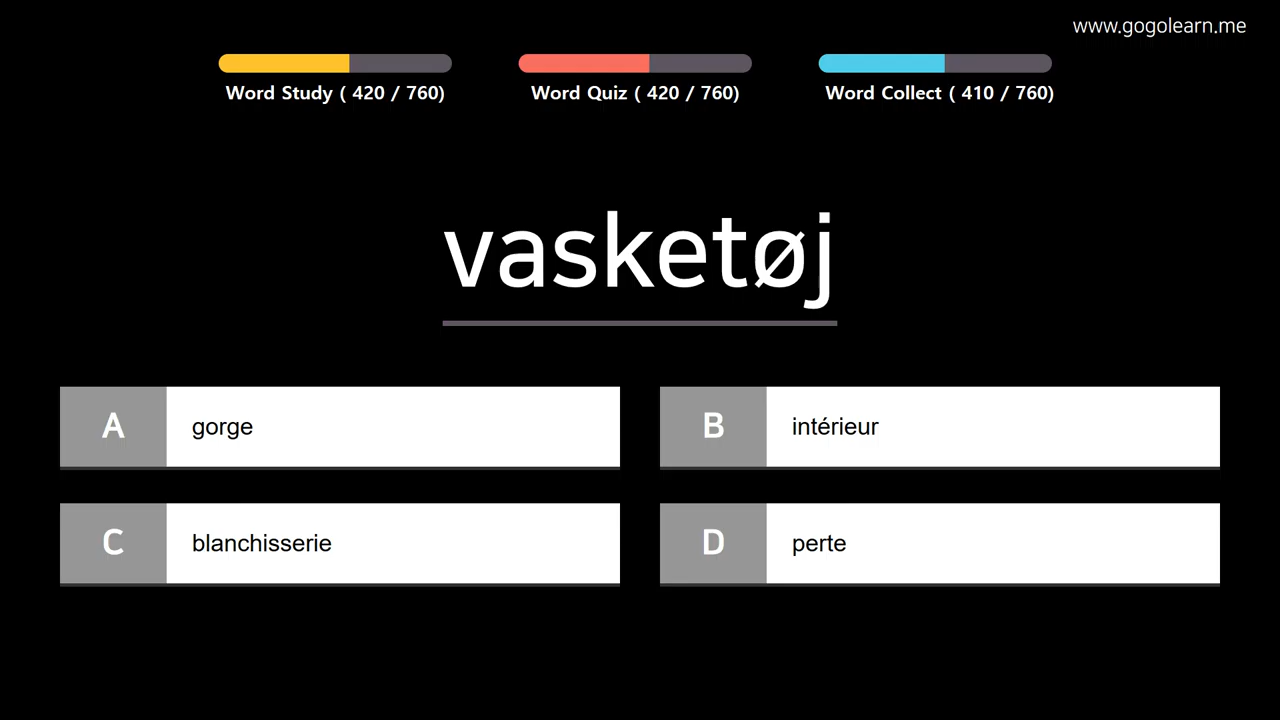 www.gogolearn.me
Word Study ( 420 / 760)
Word Quiz ( 420 / 760)
Word Collect ( 410 / 760)
vasketøj
A
gorge
B
intérieur
C
blanchisserie
D
perte